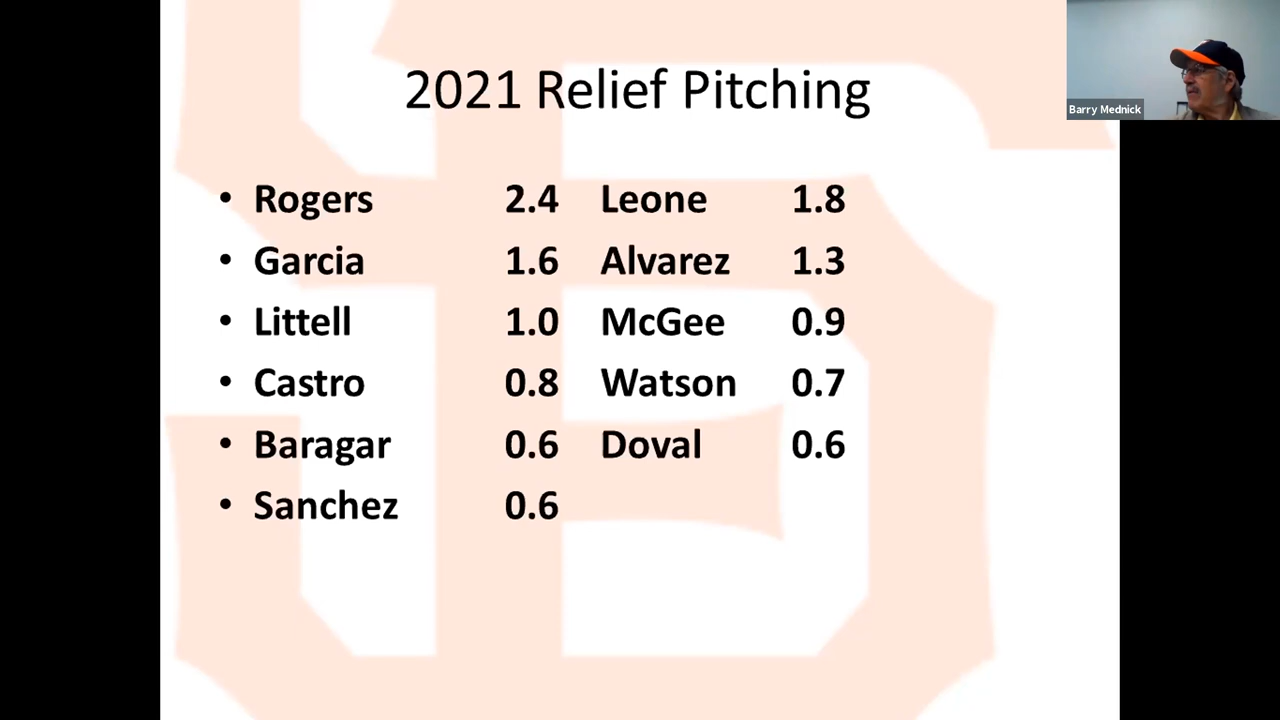 2021 Relief Pitching
Barry Mednick
• Rogers 2.4 Leone 1.8
• Garcia 1.6 Alvarez 1.3
• Littell 1.0 McGee 0.9
• Castro 0.8 Watson 0.7
• Baragar 0.6 Doval 0.6
• Sanchez 0.6